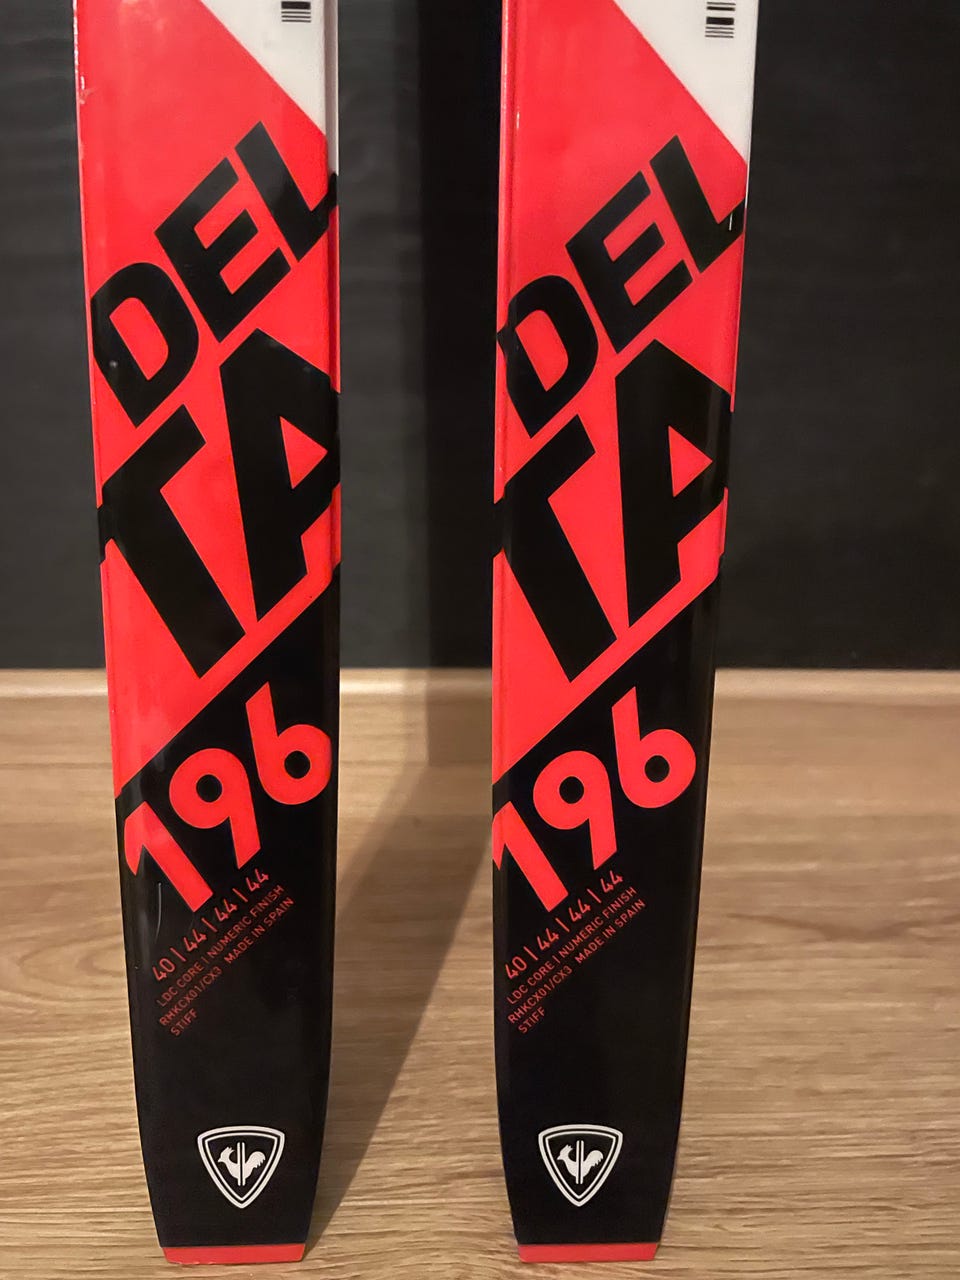 DEL
TA
196
40 | 44 | 44 | 44
LDC CORE | NUMERIC FINISH
RHKCX01/CX3 MADE IN SPAIN
STIFF
DEL
TA
196
40 | 44 | 44 | 44
LDC CORE | NUMERIC FINISH
RHKCX01/CX3 MADE IN SPAIN
STIFF